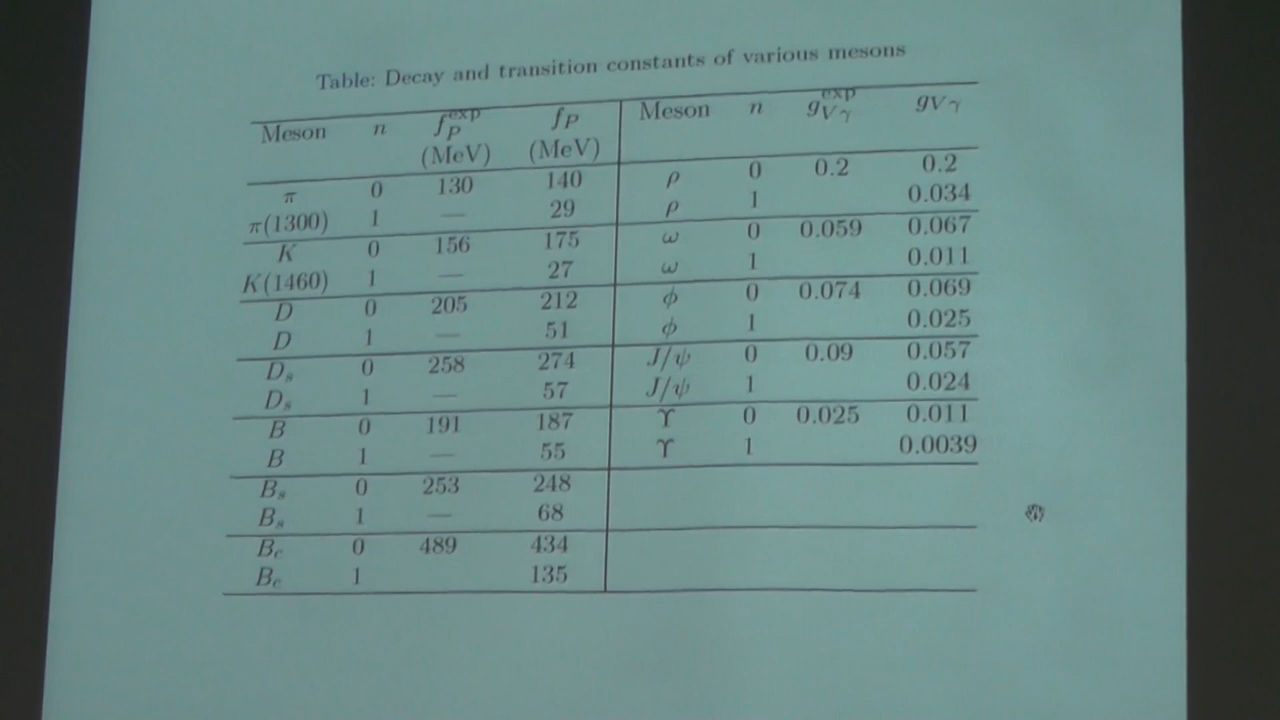 Table: Decay and transition constants of various mesons
Meson n f_P^exp (MeV) f_P (MeV) Meson n g_Vγ^exp g_Vγ
π 0 130 140 ρ 0 0.2 0.2
π(1300) 1 — 29 ρ 1 0.034
K 0 156 175 ω 0 0.059 0.067
K(1460) 1 — 27 ω 1 0.011
D 0 205 212 ϕ 0 0.074 0.069
D 1 — 51 ϕ 1 0.025
D_s 0 258 274 J/ψ 0 0.09 0.057
D_s 1 — 57 J/ψ 1 0.024
B 0 191 187 ϒ 0 0.025 0.011
B 1 — 55 ϒ 1 0.0039
B_s 0 253 248
B_s 1 — 68
B_c 0 489 434
B_c 1 135